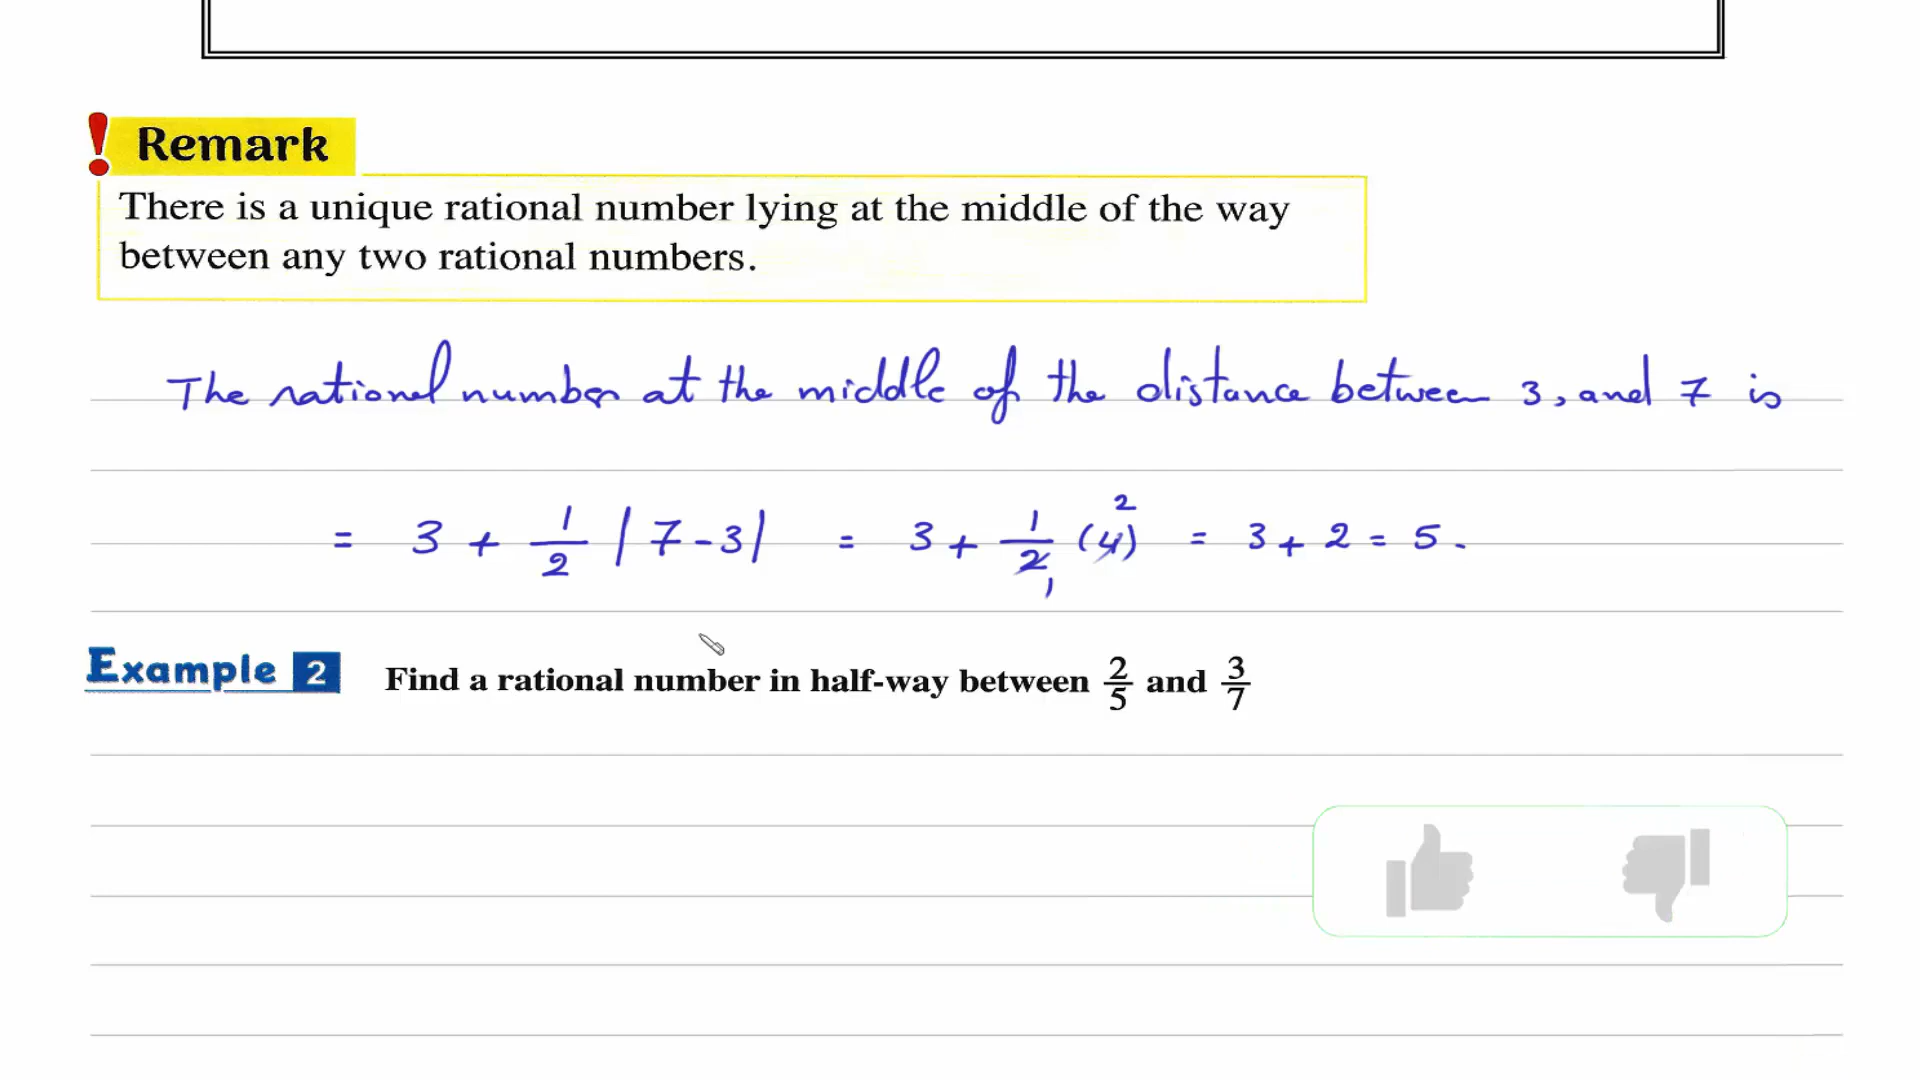 ! Remark
There is a unique rational number lying at the middle of the way
between any two rational numbers.
The rational number at the middle of the distance between 3, and 7 is
= 3 + 1/2 |7-3| = 3 + 1/2 (4) = 3 + 2 = 5.
2
1
Example 2 Find a rational number in half-way between 2/5 and 3/7